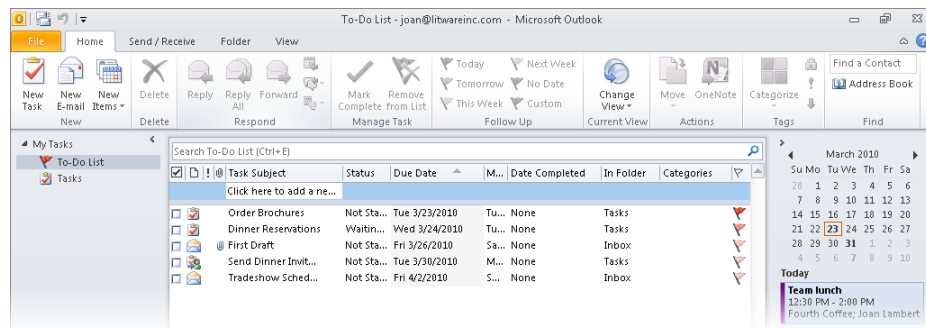 To-Do List - joan@litwareinc.com - Microsoft Outlook
File Home Send / Receive Folder View
New Task
New E-mail
New Items
Delete
Reply
Reply All
Forward
Mark Complete
Remove from List
Today
Tomorrow
This Week
Next Week
No Date
Custom
Change View
Move
OneNote
Categorize
Find a Contact
Address Book
New Delete Respond Manage Task Follow Up Current View Actions Tags Find
My Tasks
To-Do List
Tasks
Search To-Do List (Ctrl+E)
Task Subject Status Due Date M... Date Completed In Folder Categories
Click here to add a ne...
Order Brochures Not Sta... Tue 3/23/2010 Tu... None Tasks
Dinner Reservations Waitin... Wed 3/24/2010 Tu... None Tasks
First Draft Not Sta... Fri 3/26/2010 Sa... None Inbox
Send Dinner Invit... Not Sta... Tue 3/30/2010 M... None Tasks
Tradeshow Sched... Not Sta... Fri 4/2/2010 S... None Inbox
March 2010
Su Mo Tu We Th Fr Sa
28 1 2 3 4 5 6
7 8 9 10 11 12 13
14 15 16 17 18 19 20
21 22 23 24 25 26 27
28 29 30 31 1 2 3
4 5 6 7 8 9 10
Today
Team lunch
12:30 PM - 2:00 PM
Fourth Coffee; Joan Lambert